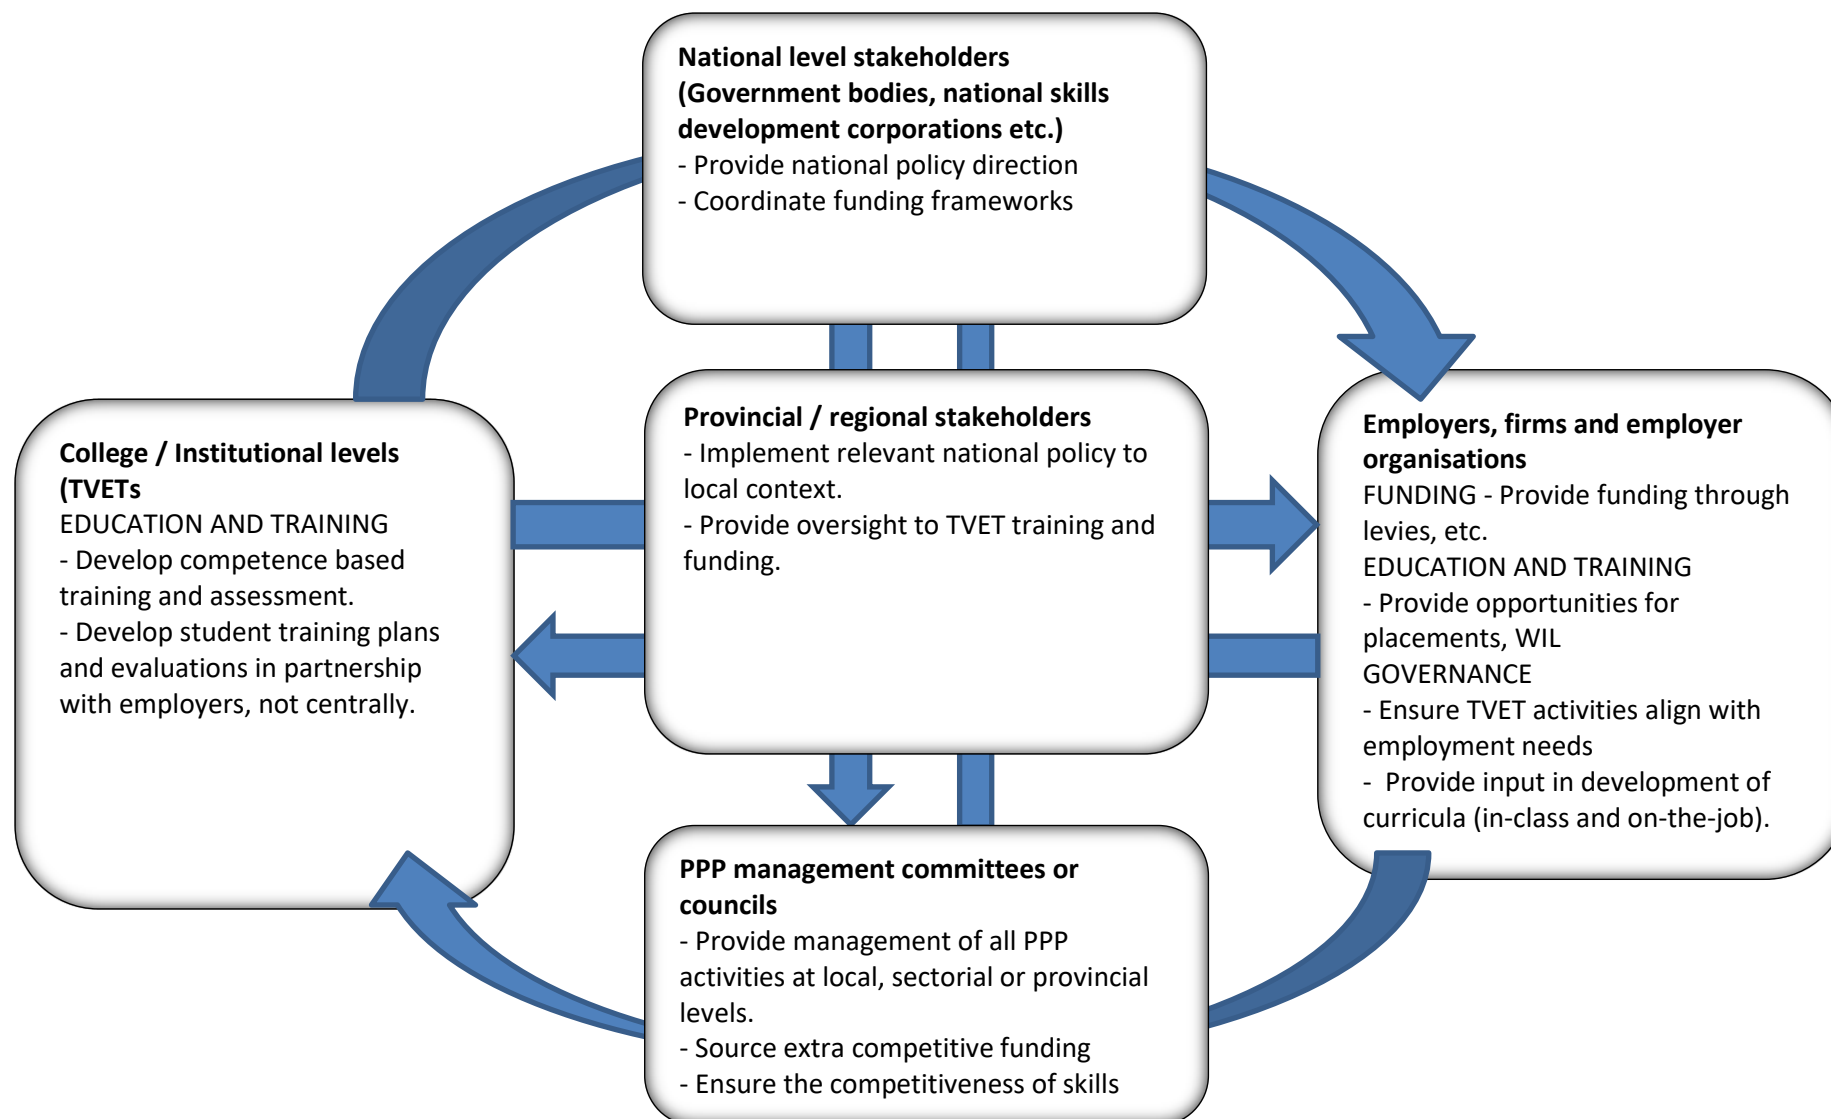 National level stakeholders
(Government bodies, national skills
development corporations etc.)
- Provide national policy direction
- Coordinate funding frameworks
College / Institutional levels
(TVETs
EDUCATION AND TRAINING
- Develop competence based
training and assessment.
- Develop student training plans
and evaluations in partnership
with employers, not centrally.
Provincial / regional stakeholders
- Implement relevant national policy to
local context.
- Provide oversight to TVET training and
funding.
Employers, firms and employer
organisations
FUNDING - Provide funding through
levies, etc.
EDUCATION AND TRAINING
- Provide opportunities for
placements, WIL
GOVERNANCE
- Ensure TVET activities align with
employment needs
-  Provide input in development of
curricula (in-class and on-the-job).
PPP management committees or
councils
- Provide management of all PPP
activities at local, sectorial or provincial
levels.
- Source extra competitive funding
- Ensure the competitiveness of skills